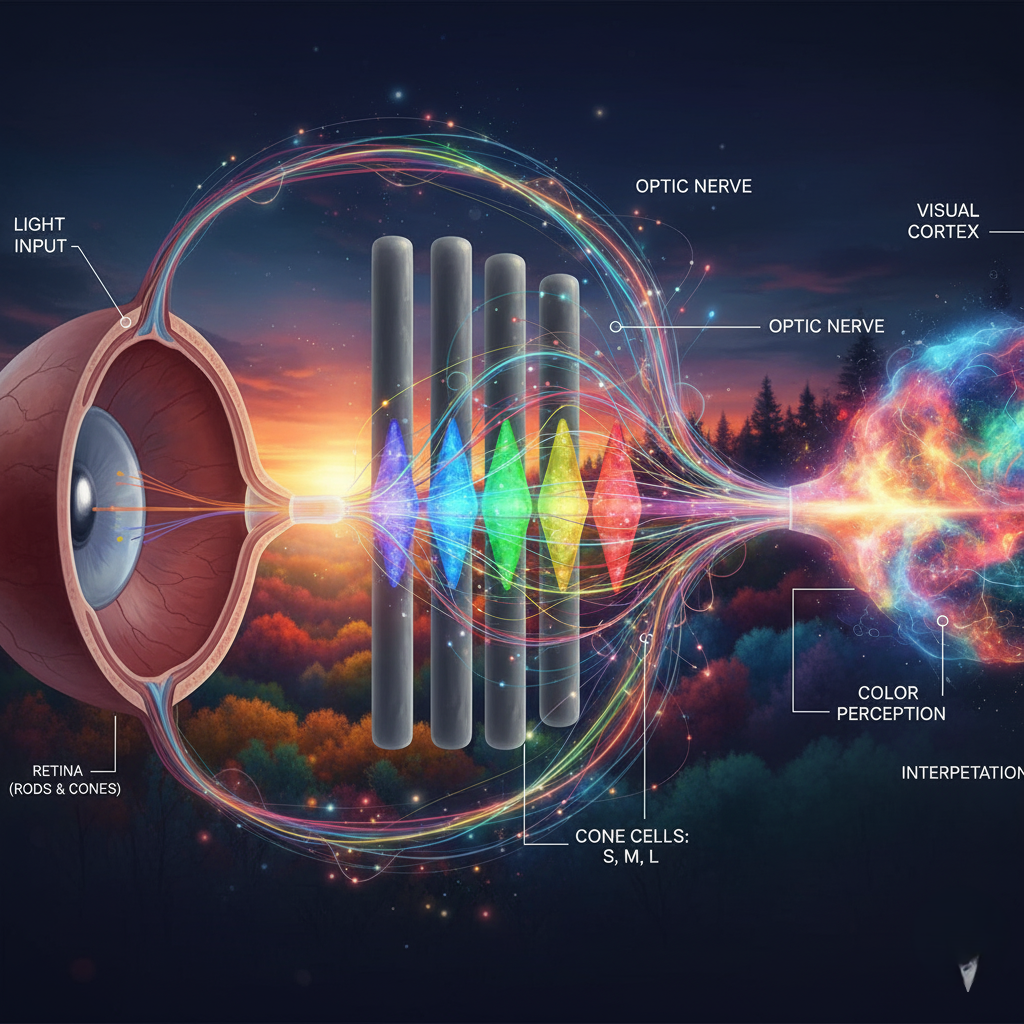 OPTIC NERVE
VISUAL
CORTEX
LIGHT
INPUT
OPTIC NERVE
COLOR
PERCEPTION
RETINA
(RODS & CONES)
INTERPETATION
CONE CELLS:
S, M, L